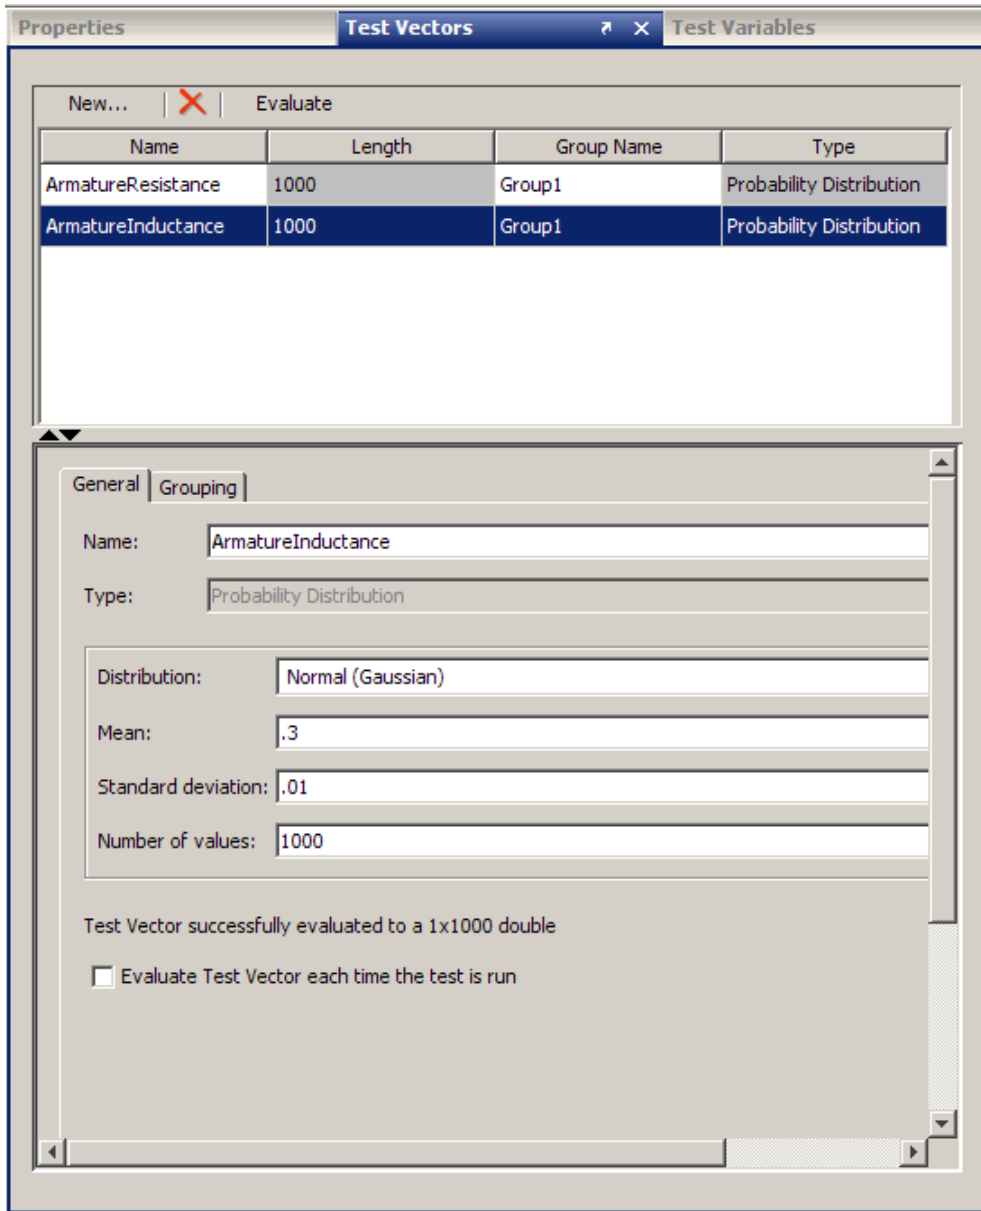 Properties Test Vectors Test Variables
New... Evaluate
Name Length Group Name Type
ArmatureResistance 1000 Group1 Probability Distribution
ArmatureInductance 1000 Group1 Probability Distribution
General Grouping
Name: ArmatureInductance
Type: Probability Distribution
Distribution: Normal (Gaussian)
Mean: .3
Standard deviation: .01
Number of values: 1000
Test Vector successfully evaluated to a 1x1000 double
Evaluate Test Vector each time the test is run